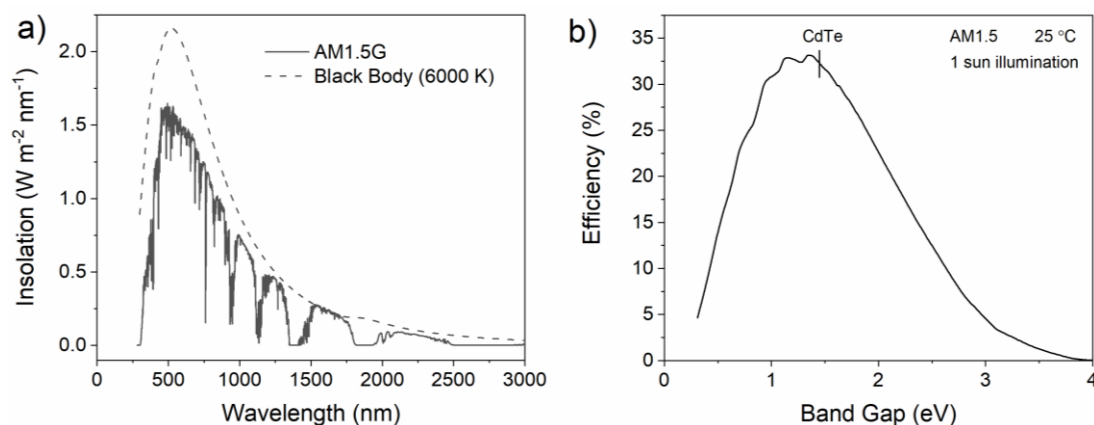 a)
AM1.5G
Black Body (6000 K)
2.0
1.5
1.0
0.5
0.0
0 500 1000 1500 2000 2500 3000
Wavelength (nm)
Insolation (W m⁻² nm⁻¹)
b)
CdTe
AM1.5 25 °C
1 sun illumination
35
30
25
20
15
10
5
0
0 1 2 3 4
Band Gap (eV)
Efficiency (%)